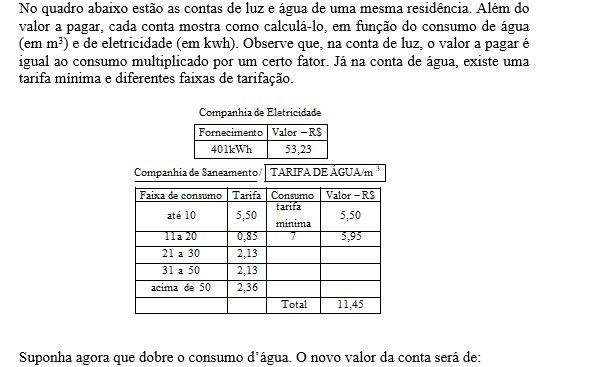 No quadro abaixo estão as contas de luz e água de uma mesma residência. Além do
valor a pagar, cada conta mostra como calculá-lo, em função do consumo de água
(em m³) e de eletricidade (em kwh). Observe que, na conta de luz, o valor a pagar é
igual ao consumo multiplicado por um certo fator. Já na conta de água, existe uma
tarifa mínima e diferentes faixas de tarifação.
Companhia de Eletricidade
Fornecimento Valor – R$
401kWh 53,23
Companhia de Saneamento/ TARIFA DE ÁGUA/m ³
Faixa de consumo Tarifa Consumo Valor – R$
até 10 5,50 tarifa mínima 5,50
11 a 20 0,85 7 5,95
21 a 30 2,13
31 a 50 2,13
acima de 50 2,36
Total 11,45
Suponha agora que dobre o consumo d’água. O novo valor da conta será de: